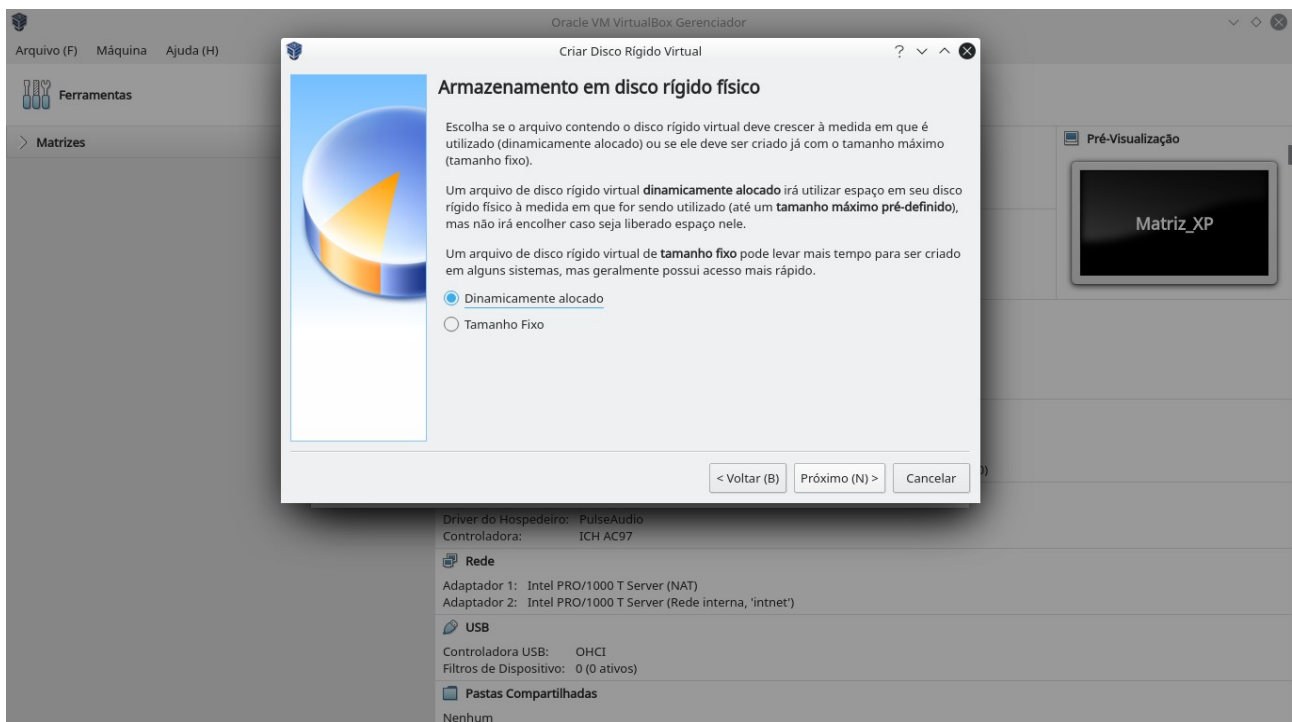 Oracle VM VirtualBox Gerenciador
Arquivo (F) Máquina Ajuda (H)
Ferramentas
Matrizes
Criar Disco Rígido Virtual
Armazenamento em disco rígido físico
Escolha se o arquivo contendo o disco rígido virtual deve crescer à medida em que é
utilizado (dinamicamente alocado) ou se ele deve ser criado já com o tamanho máximo
(tamanho fixo).
Um arquivo de disco rígido virtual dinamicamente alocado irá utilizar espaço em seu disco
rígido físico à medida em que for sendo utilizado (até um tamanho máximo pré-definido),
mas não irá encolher caso seja liberado espaço nele.
Um arquivo de disco rígido virtual de tamanho fixo pode levar mais tempo para ser criado
em alguns sistemas, mas geralmente possui acesso mais rápido.
Dinamicamente alocado
Tamanho Fixo
< Voltar (B) Próximo (N) > Cancelar
Pré-Visualização
Matriz_XP
Driver do Hospedeiro: PulseAudio
Controladora: ICH AC97
Rede
Adaptador 1: Intel PRO/1000 T Server (NAT)
Adaptador 2: Intel PRO/1000 T Server (Rede interna, 'intnet')
USB
Controladora USB: OHCI
Filtros de Dispositivo: 0 (0 ativos)
Pastas Compartilhadas
Nenhum